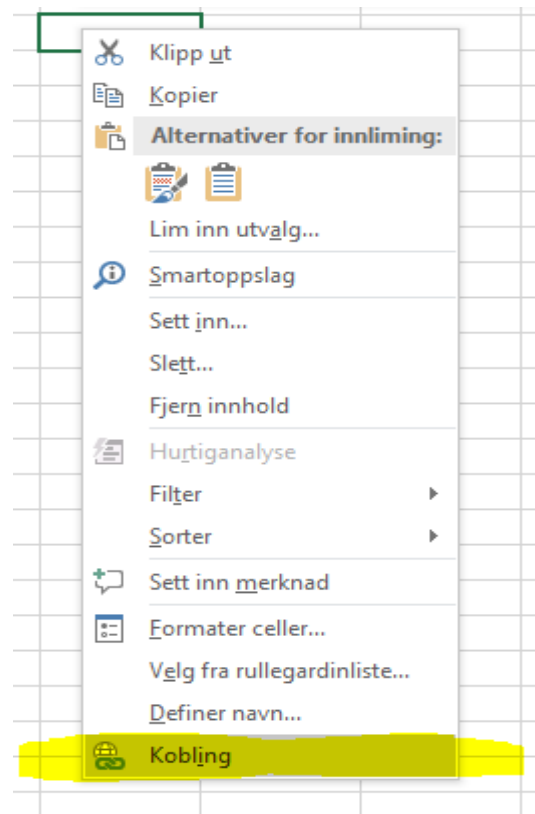 Klipp ut
Kopier
Alternativer for innliming:
Lim inn utvalg...
Smartoppslag
Sett inn...
Slett...
Fjern innhold
Hurtiganalyse
Filter
Sorter
Sett inn merknad
Formater celler...
Velg fra rullegardinliste...
Definer navn...
Kobling